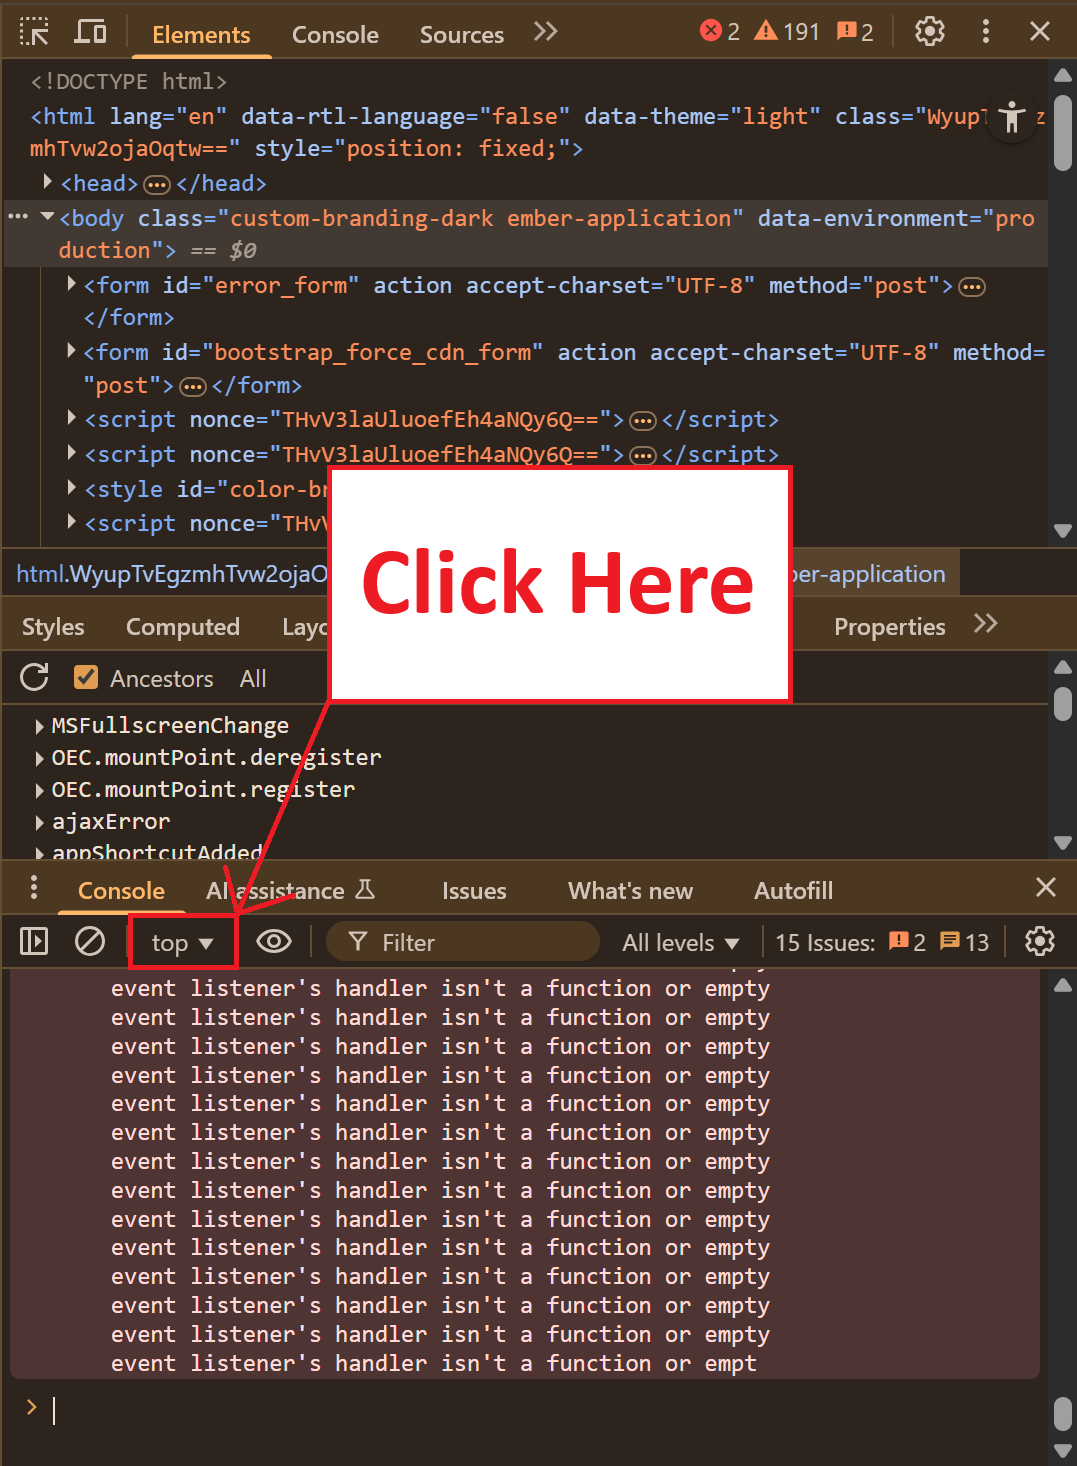 Elements Console Sources 2 191 2
<!DOCTYPE html>
<html lang="en" data-rtl-language="false" data-theme="light" class="Wyup z
mhTvw2ojaOqtw==" style="position: fixed;">
<head>…</head>
<body class="custom-branding-dark ember-application" data-environment="pro
duction"> == $0
<form id="error_form" action accept-charset="UTF-8" method="post">…
</form>
<form id="bootstrap_force_cdn_form" action accept-charset="UTF-8" method=
"post">…</form>
<script nonce="THvV3laUluoefEh4aNQy6Q==">…</script>
<script nonce="THvV3laUluoefEh4aNQy6Q==">…</script>
<style id="color-br
<script nonce="THv
Click Here
html.WyupTvEgzmhTvw2ojaO ber-application
Styles Computed Layo Properties
Ancestors All
MSFullscreenChange
OEC.mountPoint.deregister
OEC.mountPoint.register
ajaxError
appShortcutAdded
Console AI assistance Issues What's new Autofill
top ▼ Filter All levels ▼ 15 Issues: 2 13
event listener's handler isn't a function or empty
event listener's handler isn't a function or empty
event listener's handler isn't a function or empty
event listener's handler isn't a function or empty
event listener's handler isn't a function or empty
event listener's handler isn't a function or empty
event listener's handler isn't a function or empty
event listener's handler isn't a function or empty
event listener's handler isn't a function or empty
event listener's handler isn't a function or empty
event listener's handler isn't a function or empty
event listener's handler isn't a function or empty
event listener's handler isn't a function or empty
event listener's handler isn't a function or empt
>